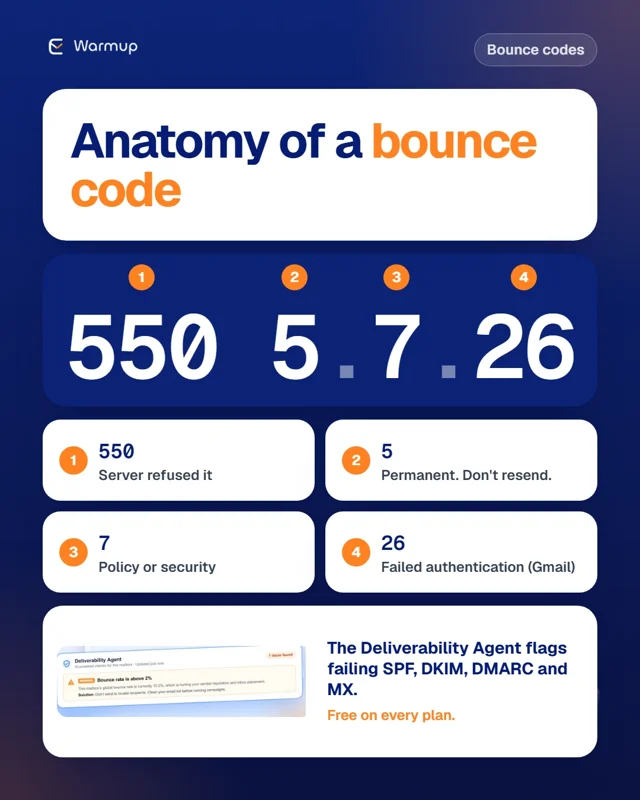 Warmup
Bounce codes
Anatomy of a bounce
code
1
2
3
4
550 5.7.26
1
550
Server refused it
2
5
Permanent. Don't resend.
3
7
Policy or security
4
26
Failed authentication (Gmail)
Deliverability Agent
Bounce rate is above 2%
The Deliverability Agent flags
failing SPF, DKIM, DMARC and
MX.
Free on every plan.